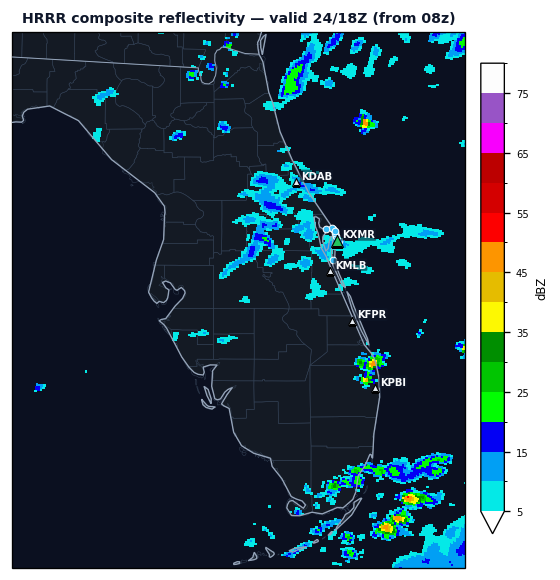 HRRR composite reflectivity — valid 24/18Z (from 08z)
75
65
55
45
35
25
15
5
dBZ
KDAB
KXMR
KMLB
KFPR
KPBI